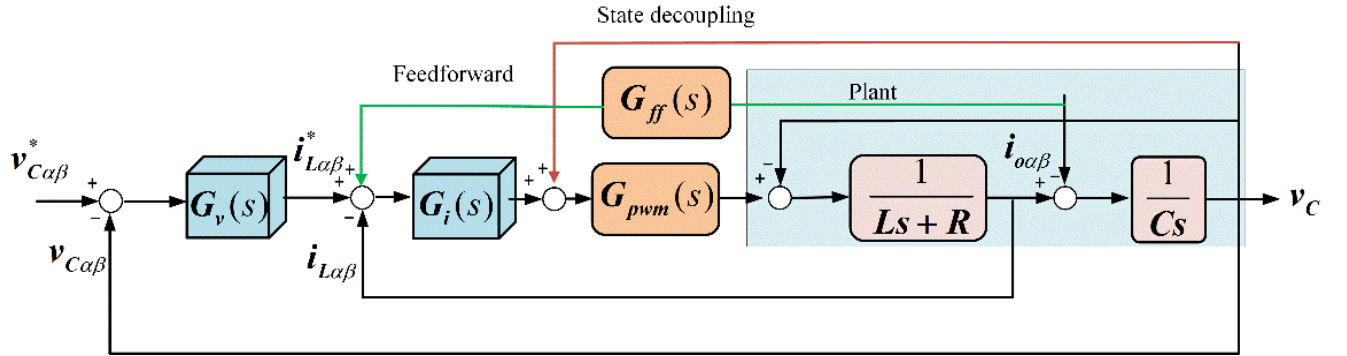 State decoupling
Feedforward
G_ff(s)
Plant
v*_Cαβ
i*_Lαβ
i_oαβ
+
−
G_v(s)
+
+
−
G_i(s)
+
+
G_pwm(s)
+
−
1
Ls + R
+
−
1
Cs
v_C
v_Cαβ
i_Lαβ